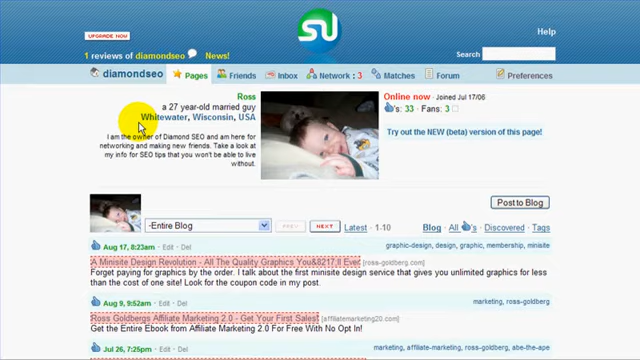 SU
UPGRADE NOW
Help
1 reviews of diamondseo News!
Search
diamondseo Pages Friends Inbox Network : 3 Matches Forum Preferences
Ross
a 27 year-old married guy
Whitewater, Wisconsin, USA
I am the owner of Diamond SEO and am here for
networking and making new friends. Take a look
at my info for SEO tips that you won't be able to live
without.
Online now · Joined Jul 17/06
's: 33 · Fans: 3
Try out the NEW (beta) version of this page!
Post to Blog
-Entire Blog PREV NEXT Latest · 1-10 Blog · All 's · Discovered · Tags
Aug 17, 8:23am · Edit · Del graphic-design, design, graphic, membership, minisite
A Minisite Design Revolution - All The Quality Graphics You&8217;ll Ever [ross-goldberg.com]
Forget paying for graphics by the order. I talk about the first minisite design service that gives you unlimited graphics for less
than the cost of one site! Look for the coupon code in my post.
Aug 9, 9:52am · Edit · Del marketing, ross-goldberg
Ross Goldbergs Affiliate Marketing 2.0 - Get Your First Sales! [affiliatemarketing20.com]
Get the Entire Ebook from Affiliate Marketing 2.0 For Free With No Opt In!
Jul 26, 7:25pm · Edit · Del marketing, affiliate-marketing, ross-goldberg, abe-the-ape